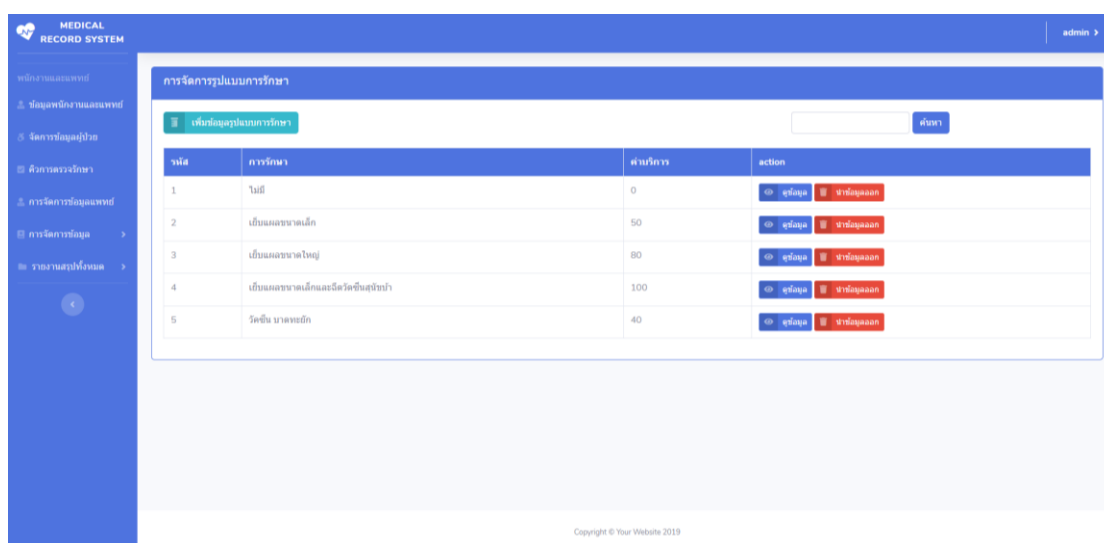 MEDICAL
RECORD SYSTEM
admin
พนักงานและแพทย์
ข้อมูลพนักงานและแพทย์
จัดการข้อมูลผู้ป่วย
คิวการตรวจรักษา
การจัดการข้อมูลแพทย์
การจัดการข้อมูล
รายงานสรุปทั้งหมด
การจัดการรูปแบบการรักษา
เพิ่มข้อมูลรูปแบบการรักษา
ค้นหา
รหัส การรักษา ค่าบริการ action
1 ไม่มี 0 ดูข้อมูล นำข้อมูลออก
2 เย็บแผลขนาดเล็ก 50 ดูข้อมูล นำข้อมูลออก
3 เย็บแผลขนาดใหญ่ 80 ดูข้อมูล นำข้อมูลออก
4 เย็บแผลขนาดเล็กและฉีดวัคซีนสุนัขบ้า 100 ดูข้อมูล นำข้อมูลออก
5 วัคซีน บาดทะยัก 40 ดูข้อมูล นำข้อมูลออก
Copyright © Your Website 2019